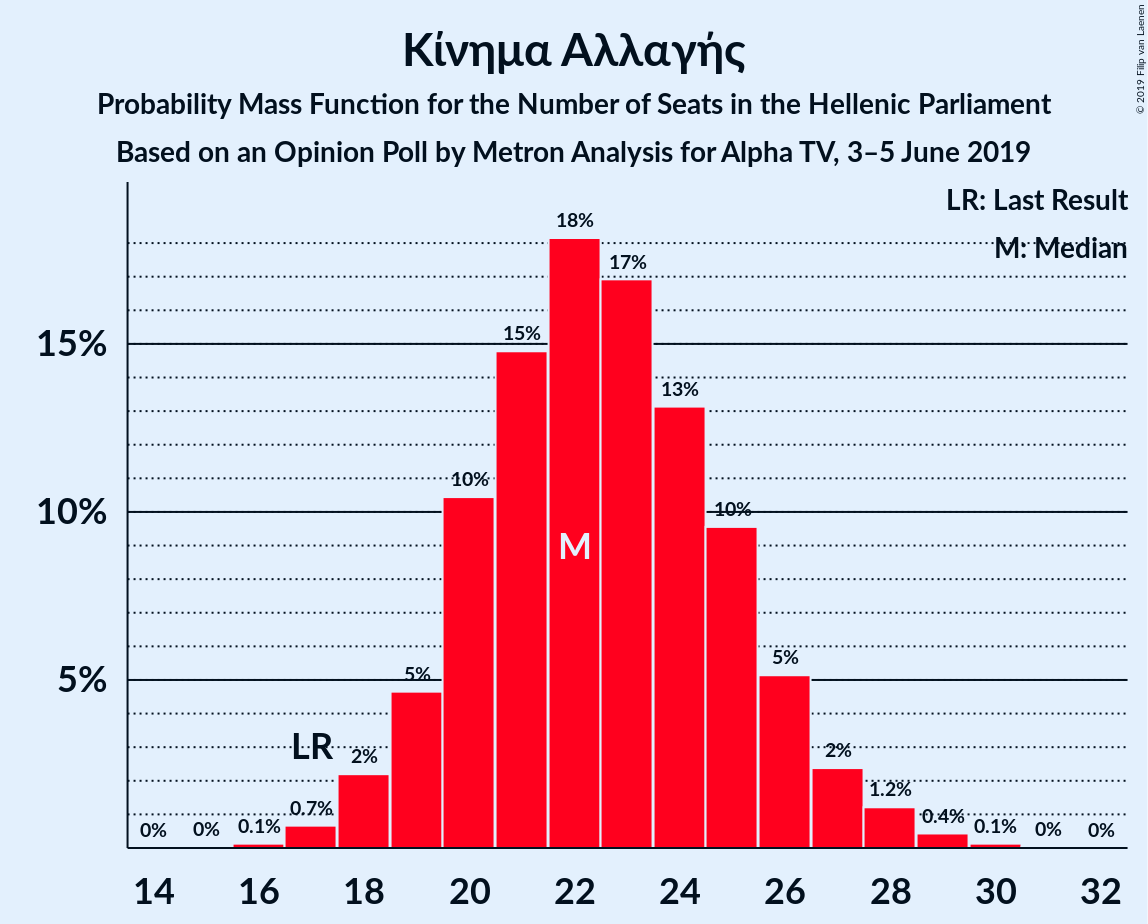 Κίνημα Αλλαγής
Probability Mass Function for the Number of Seats in the Hellenic Parliament
Based on an Opinion Poll by Metron Analysis for Alpha TV, 3–5 June 2019
© 2019 Filip van Laenen
LR: Last Result
M: Median
15%
10%
5%
0%
0%
0.1%
0.7%
LR
2%
5%
10%
15%
18%
M
17%
13%
10%
5%
2%
1.2%
0.4%
0.1%
0%
0%
14 16 18 20 22 24 26 28 30 32